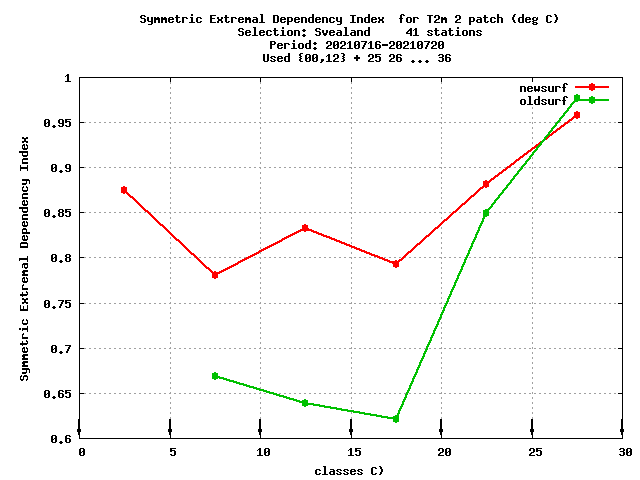 Symmetric Extremal Dependency Index  for T2m 2 patch (deg C)
Selection: Svealand     41 stations
Period: 20210716-20210720
Used {00,12} + 25 26 ... 36
newsurf
oldsurf
1
0.95
0.9
0.85
0.8
0.75
0.7
0.65
0.6
Symmetric Extremal Dependency Index
0 5 10 15 20 25 30
classes C)